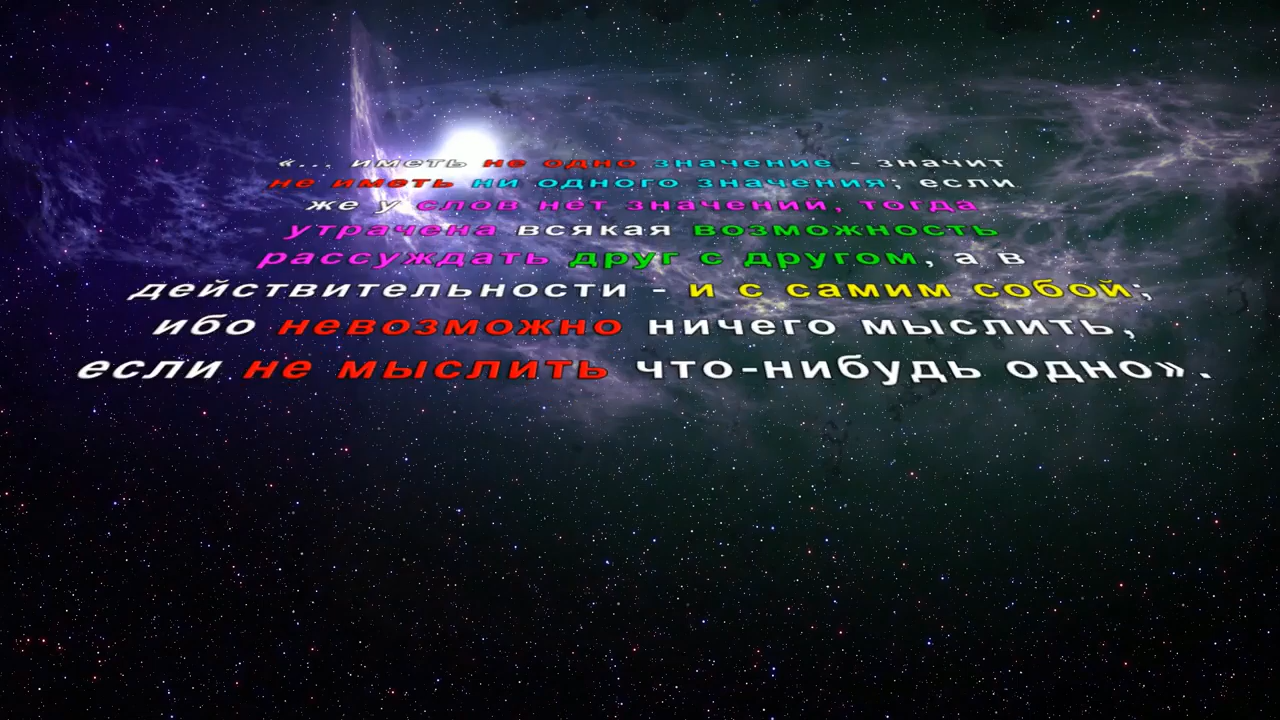 «... иметь не одно значение - значит
не иметь ни одного значения; если
же у слов нет значений, тогда
утрачена всякая возможность
рассуждать друг с другом, а в
действительности - и с самим собой;
ибо невозможно ничего мыслить,
если не мыслить что-нибудь одно».